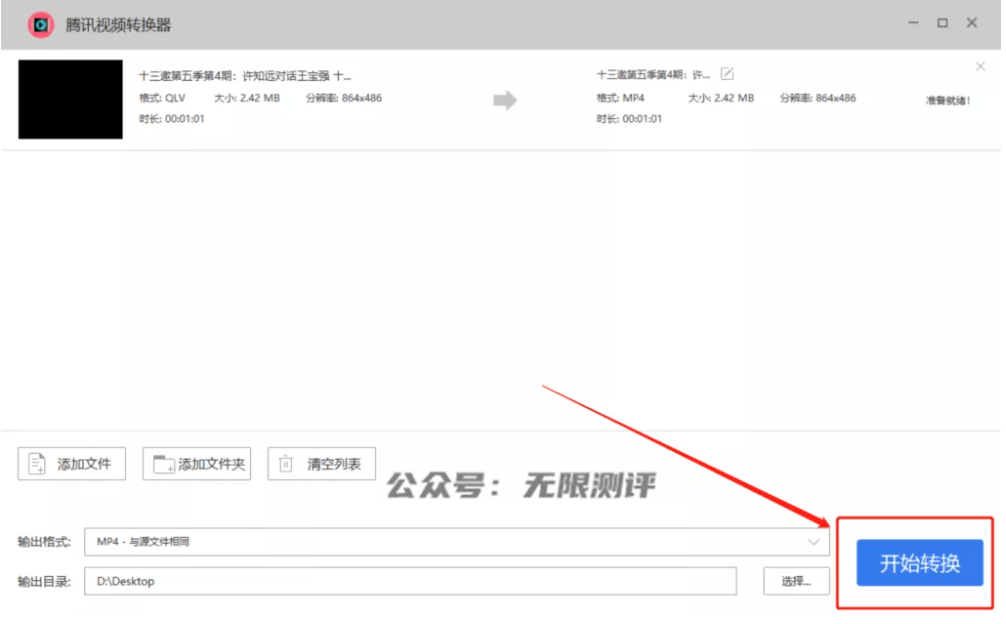 腾讯视频转换器
十三邀第五季第4期：许知远对话王宝强 十...
格式: QLV 大小: 2.42 MB 分辨率: 864x486
时长: 00:01:01
十三邀第五季第4期：许...
格式: MP4 大小: 2.42 MB 分辨率: 864x486
时长: 00:01:01
准备就绪！
添加文件 添加文件夹 清空列表
公众号：无限测评
输出格式: MP4 - 与源文件相同
输出目录: D:\Desktop 选择...
开始转换